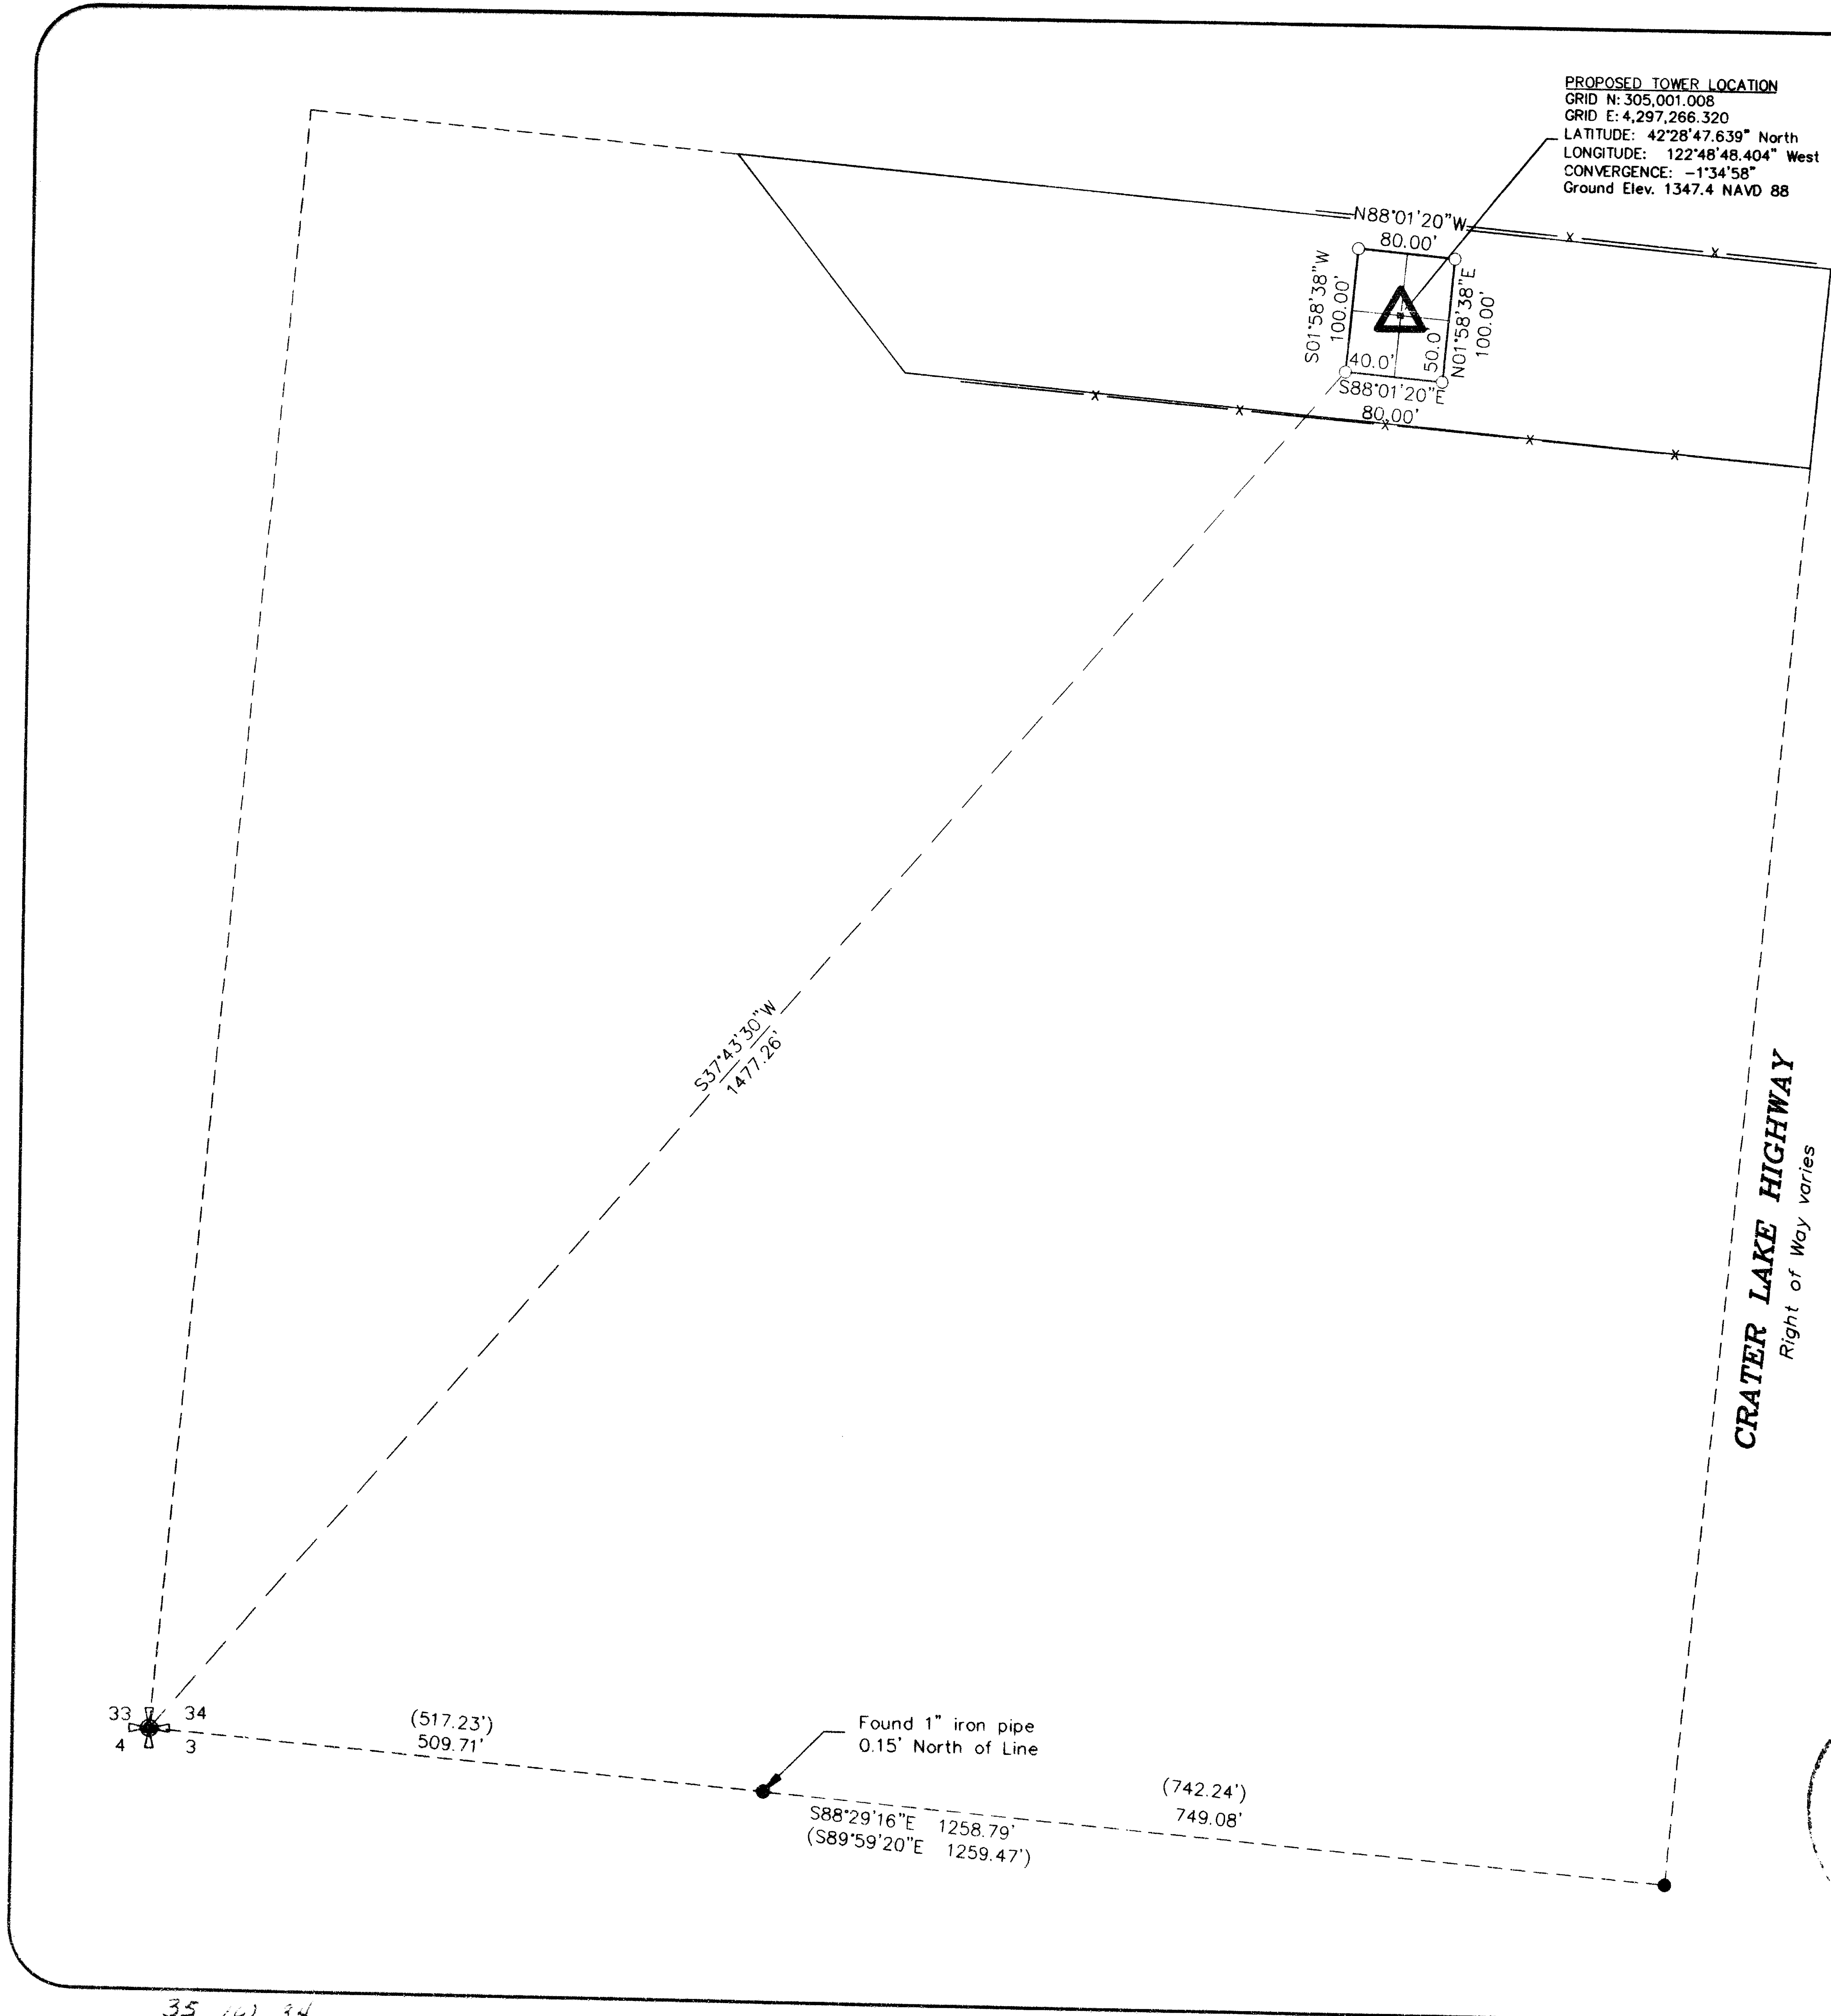 PROPOSED TOWER LOCATION
GRID N: 305,001.008
GRID E: 4,297,266.320
LATITUDE: 42°28'47.639" North
LONGITUDE: 122°48'48.404" West
CONVERGENCE: -1°34'58"
Ground Elev. 1347.4 NAVD 88
N88°01'20"W
80.00'
S01°58'38"W
100.00'
N01°58'38"E
100.00'
40.0'
50.0'
S88°01'20"E
80.00'
X
X
X
X
X
X
X
S37°43'30"W
1477.26'
CRATER LAKE HIGHWAY
Right of Way varies
33 34
4 3
(517.23')
509.71'
Found 1" iron pipe
0.15' North of Line
(742.24')
749.08'
S88°29'16"E 1258.79'
(S89°59'20"E 1259.47')
35 34